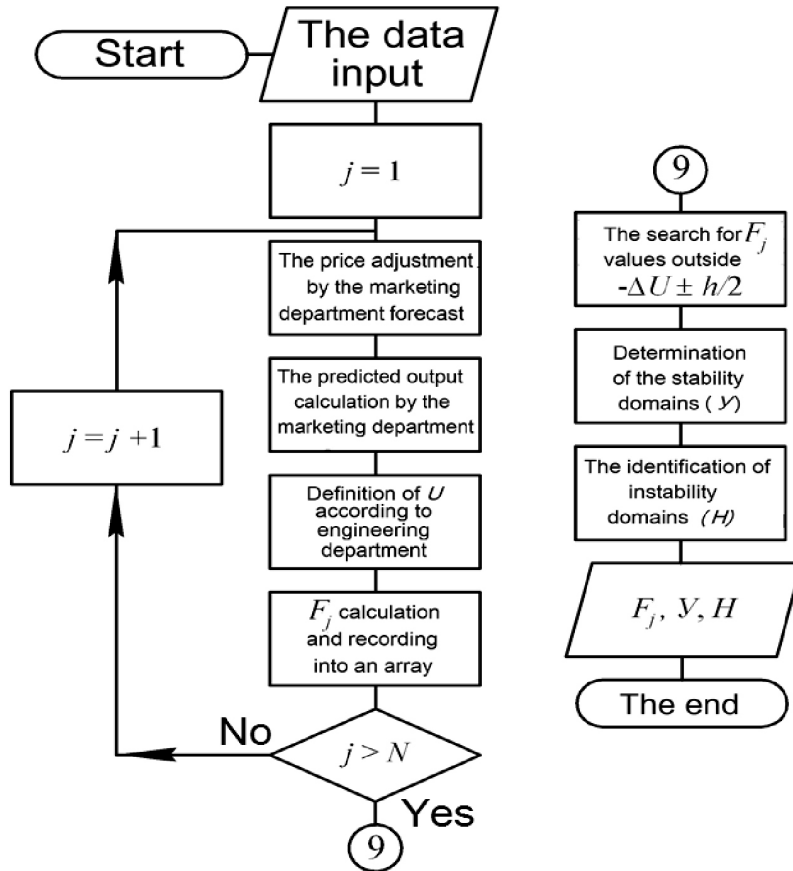 Start
The data
input
j = 1
The price adjustment
by the marketing
department forecast
The predicted output
calculation by the
marketing department
j = j +1
Definition of U
according to
engineering
department
F_j calculation
and recording
into an array
No
j > N
Yes
9
9
The search for F_j
values outside
-ΔU ± h/2
Determination
of the stability
domains ( У)
The identification of
instability
domains (H)
F_j, У, H
The end